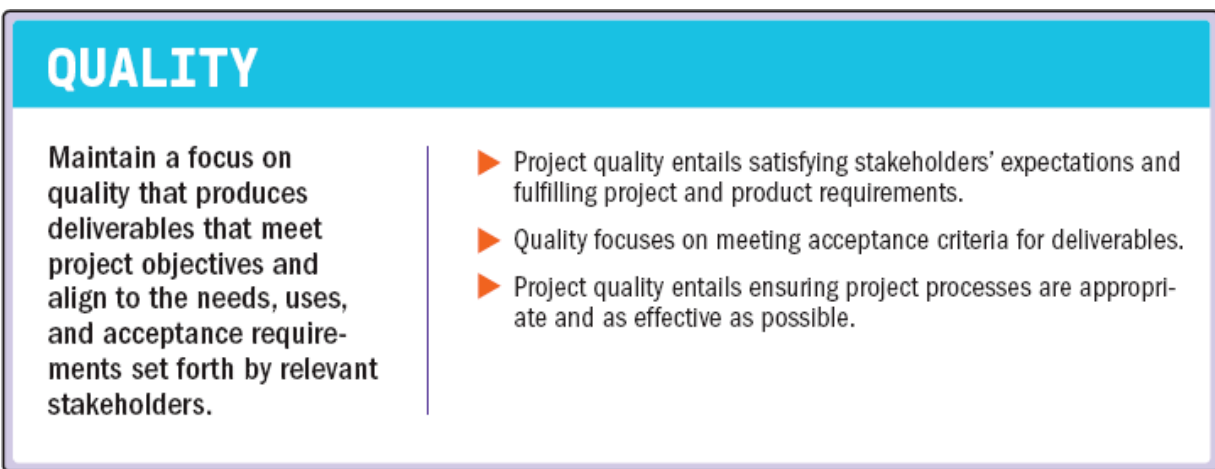 QUALITY
Maintain a focus on
quality that produces
deliverables that meet
project objectives and
align to the needs, uses,
and acceptance require-
ments set forth by relevant
stakeholders.
Project quality entails satisfying stakeholders’ expectations and
fulfilling project and product requirements.
Quality focuses on meeting acceptance criteria for deliverables.
Project quality entails ensuring project processes are appropri-
ate and as effective as possible.